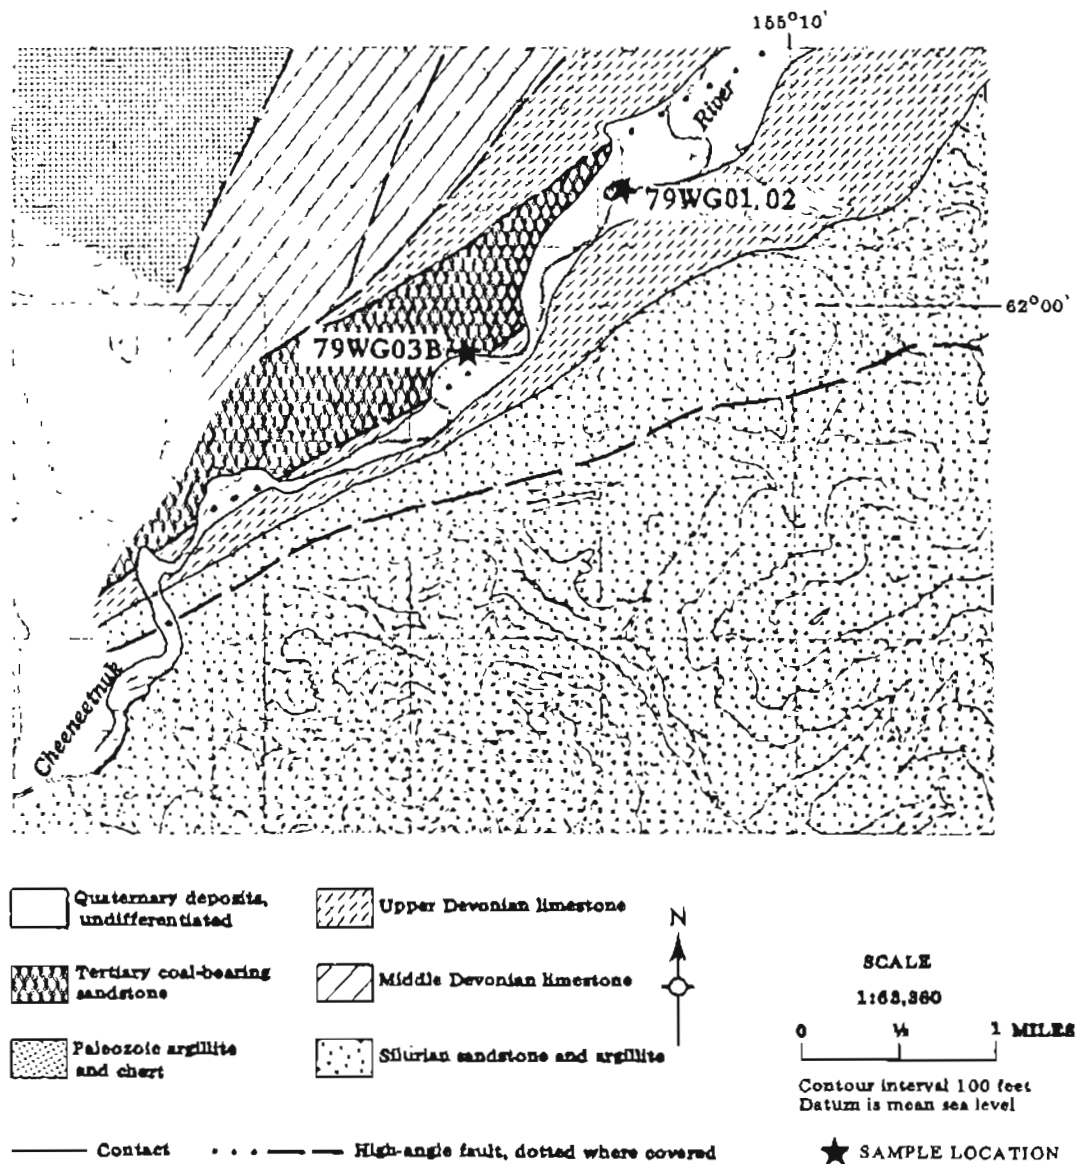 155°10'
River
79WG01, 02
62°00'
79WG03B
Cheeneetnuk
Quaternary deposits,
undifferentiated
Upper Devonian limestone
N
Tertiary coal-bearing
sandstone
Middle Devonian limestone
SCALE
1:63,360
0 ½ 1 MILES
Paleozoic argillite
and chert
Silurian sandstone and argillite
Contour interval 100 feet
Datum is mean sea level
Contact
High-angle fault, dotted where covered
SAMPLE LOCATION